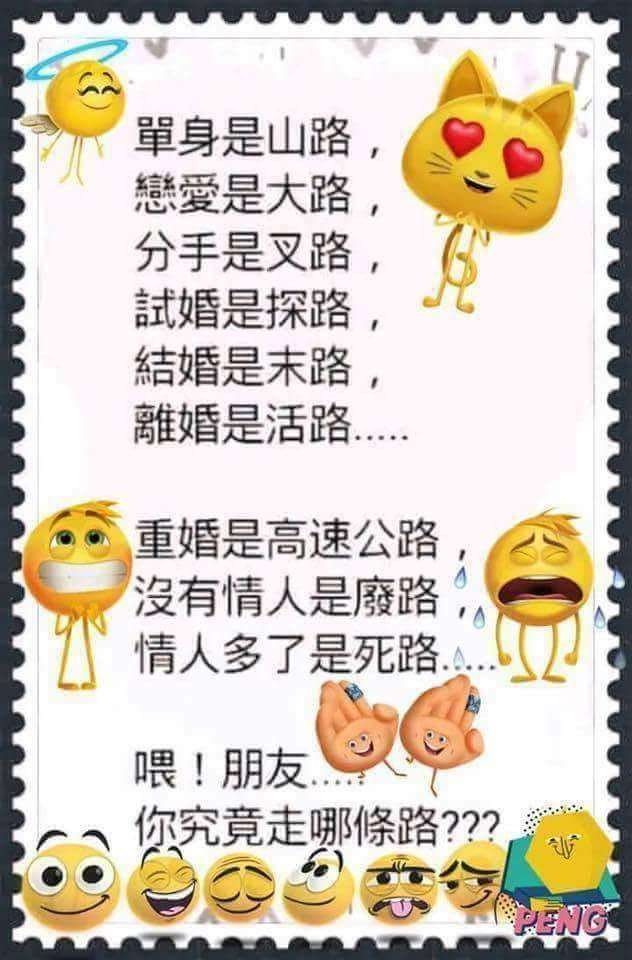 單身是山路，
戀愛是大路，
分手是叉路，
試婚是探路，
結婚是末路，
離婚是活路.....
重婚是高速公路，
沒有情人是廢路，
情人多了是死路.....
喂！朋友.....
你究竟走哪條路???
PENG